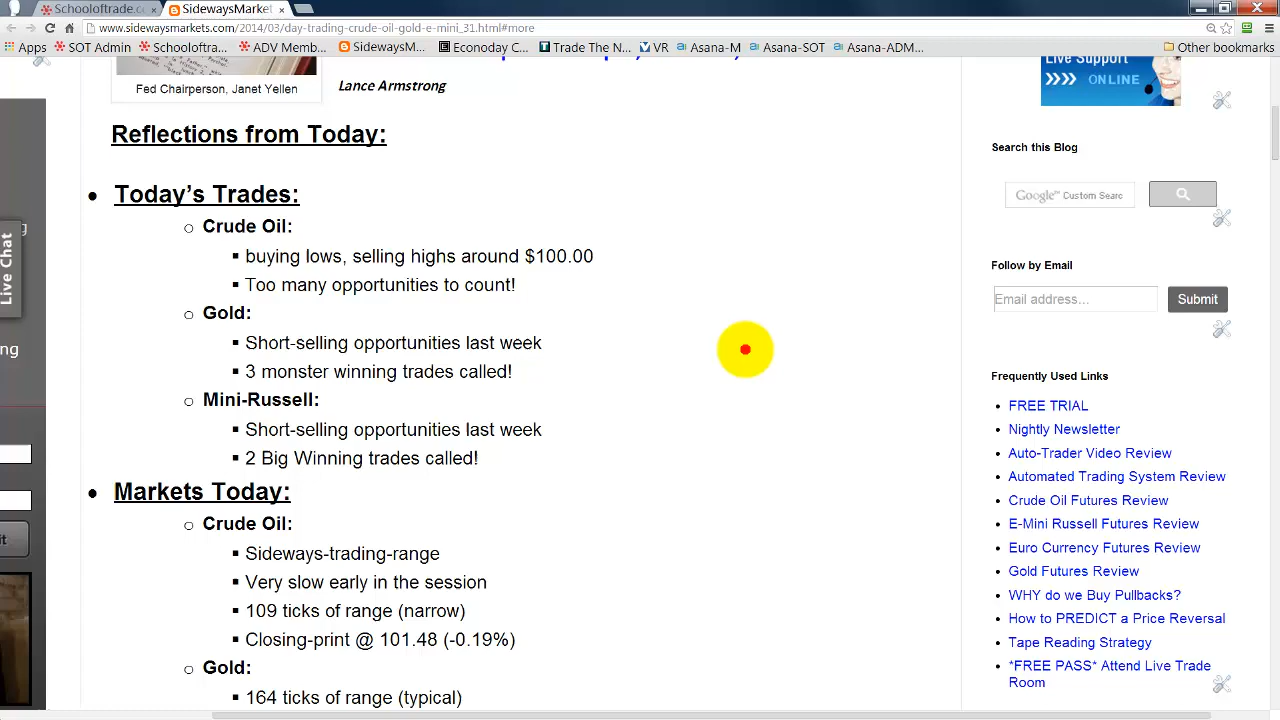 Schooloftrade.c
SidewaysMarket
www.sidewaysmarkets.com/2014/03/day-trading-crude-oil-gold-e-mini_31.html#more
Apps SOT Admin Schooloftra... ADV Memb... SidewaysM... Econoday C... Trade The N... VR Asana-M Asana-SOT Asana-ADM... Other bookmarks
Fed Chairperson, Janet Yellen
Lance Armstrong
Reflections from Today:
Today’s Trades:
Crude Oil:
buying lows, selling highs around $100.00
Too many opportunities to count!
Gold:
Short-selling opportunities last week
3 monster winning trades called!
Mini-Russell:
Short-selling opportunities last week
2 Big Winning trades called!
Markets Today:
Crude Oil:
Sideways-trading-range
Very slow early in the session
109 ticks of range (narrow)
Closing-print @ 101.48 (-0.19%)
Gold:
164 ticks of range (typical)
Live Chat
Live Support
ONLINE
Search this Blog
Google™ Custom Searc
Follow by Email
Email address...
Submit
Frequently Used Links
FREE TRIAL
Nightly Newsletter
Auto-Trader Video Review
Automated Trading System Review
Crude Oil Futures Review
E-Mini Russell Futures Review
Euro Currency Futures Review
Gold Futures Review
WHY do we Buy Pullbacks?
How to PREDICT a Price Reversal
Tape Reading Strategy
*FREE PASS* Attend Live Trade
Room